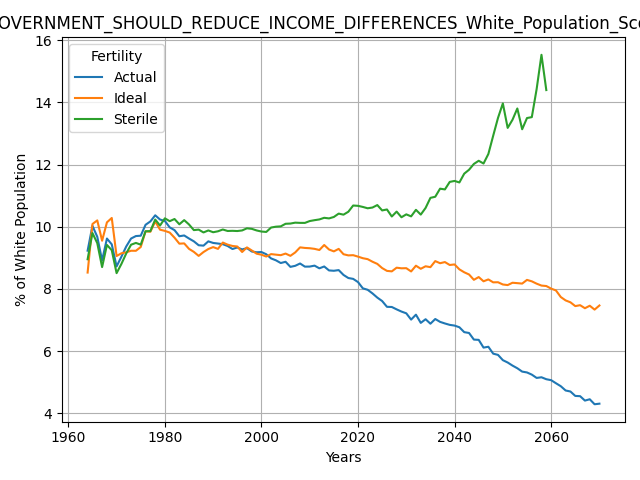 OVERNMENT_SHOULD_REDUCE_INCOME_DIFFERENCES_White_Population_Sc
Fertility
Actual
Ideal
Sterile
% of White Population
16
14
12
10
8
6
4
1960 1980 2000 2020 2040 2060
Years